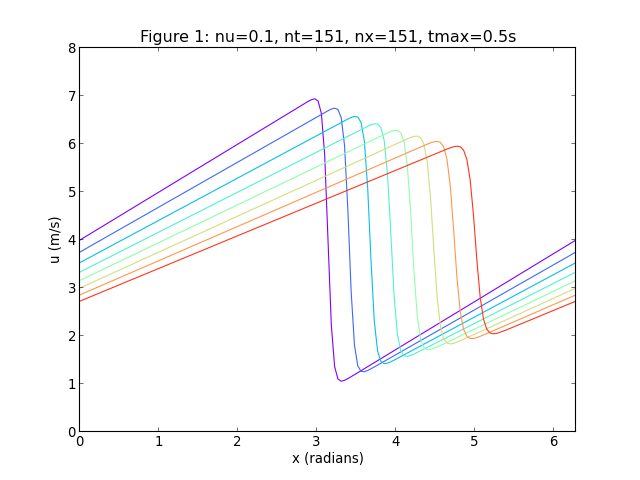 Figure 1: nu=0.1, nt=151, nx=151, tmax=0.5s
8
7
6
5
4
3
2
1
0
u (m/s)
0 1 2 3 4 5 6
x (radians)